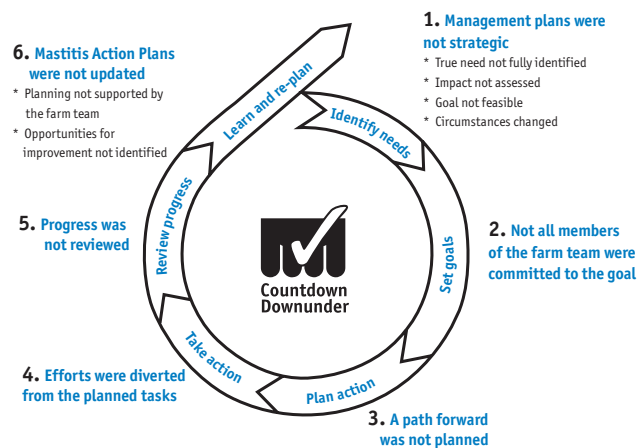 1. Management plans were
not strategic
* True need not fully identified
* Impact not assessed
* Goal not feasible
* Circumstances changed
2. Not all members
of the farm team were
committed to the goal
3. A path forward
was not planned
4. Efforts were diverted
from the planned tasks
5. Progress was
not reviewed
6. Mastitis Action Plans
were not updated
* Planning not supported by
the farm team
* Opportunities for
improvement not identified
Identify needs
Set goals
Plan action
Take action
Review progress
Learn and re-plan
Countdown
Downunder